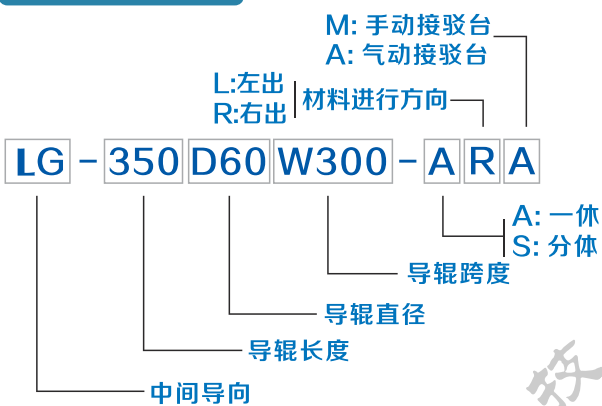 M: 手动接驳台
A: 气动接驳台
L:左出
R:右出
材料进行方向
LG-350D60W300-ARA
A: 一休
S: 分体
导辊跨度
导辊直径
导辊长度
中间导向
技